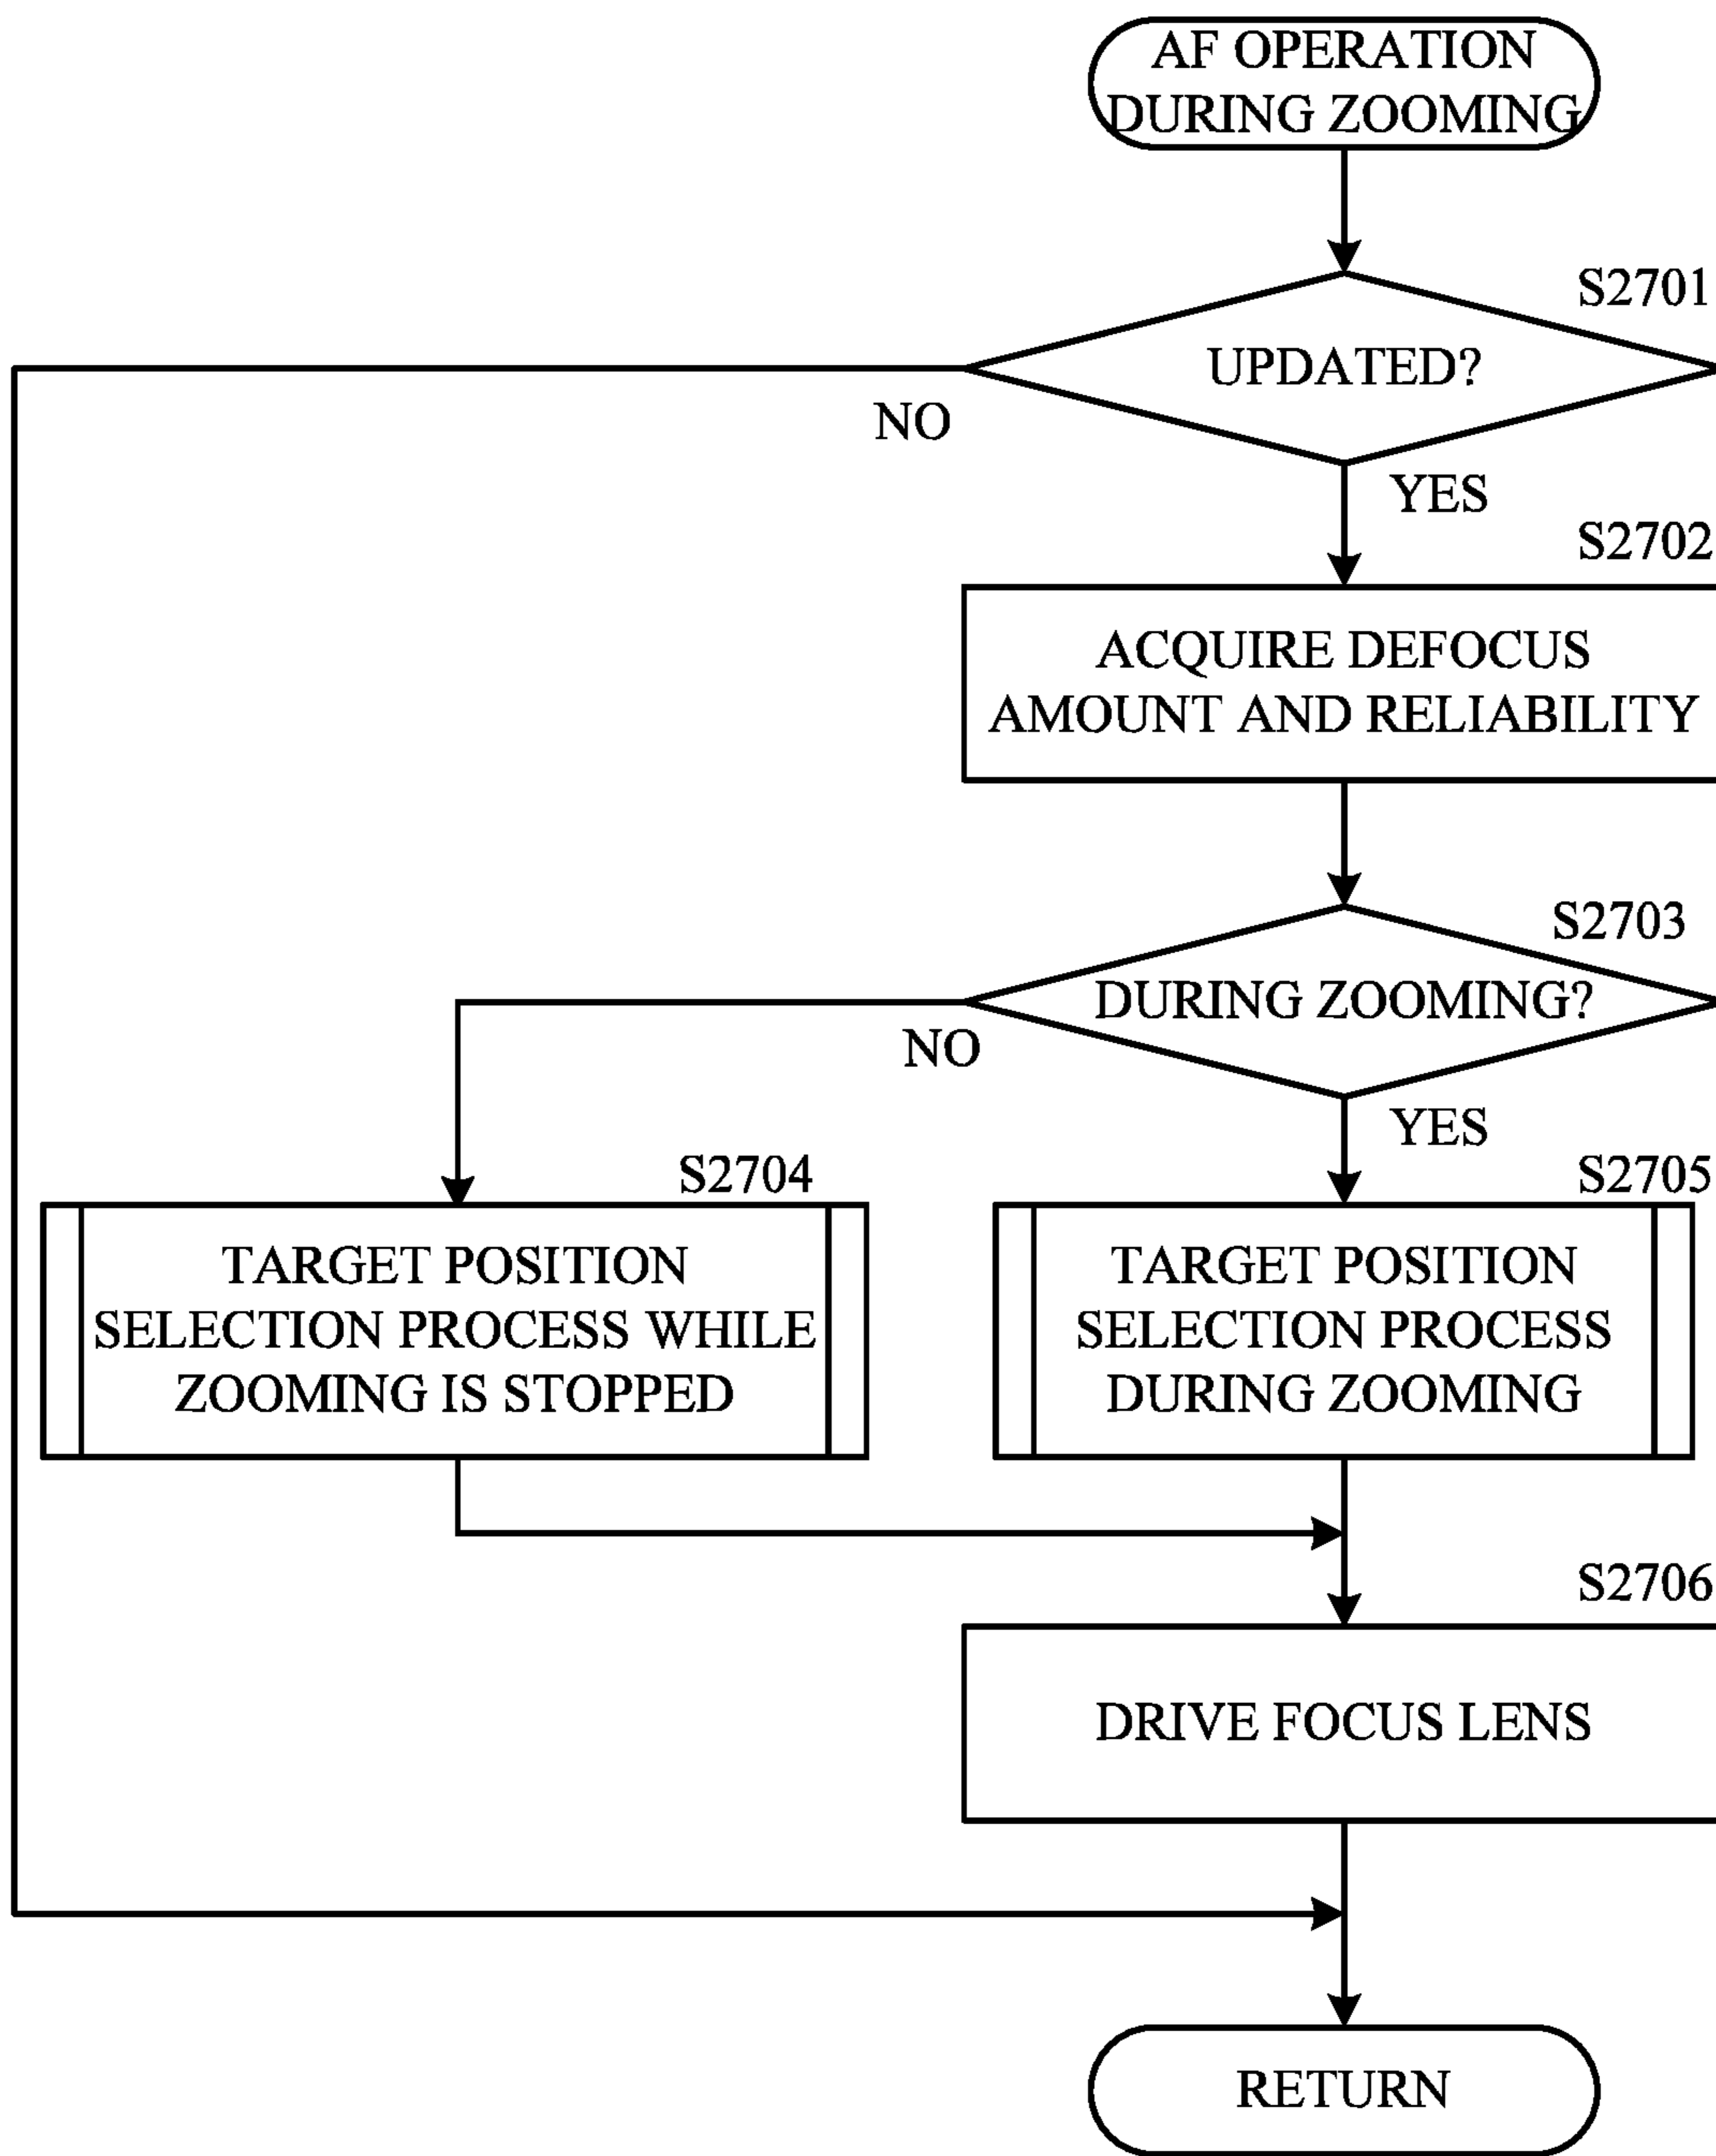 AF OPERATION
DURING ZOOMING
S2701
UPDATED?
NO
YES
S2702
ACQUIRE DEFOCUS
AMOUNT AND RELIABILITY
S2703
DURING ZOOMING?
NO
YES
S2704
S2705
TARGET POSITION
SELECTION PROCESS WHILE
ZOOMING IS STOPPED
TARGET POSITION
SELECTION PROCESS
DURING ZOOMING
S2706
DRIVE FOCUS LENS
RETURN